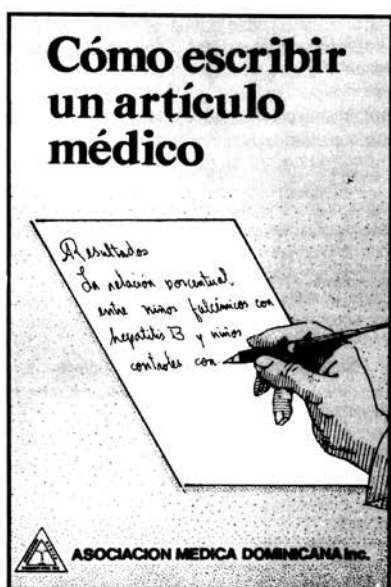 Cómo escribir
un artículo
médico
Resultados
La relación porcentual
entre niños falcémicos con
hepatitis B y niños
controles con
ASOCIACION MEDICA DOMINICANA Inc.